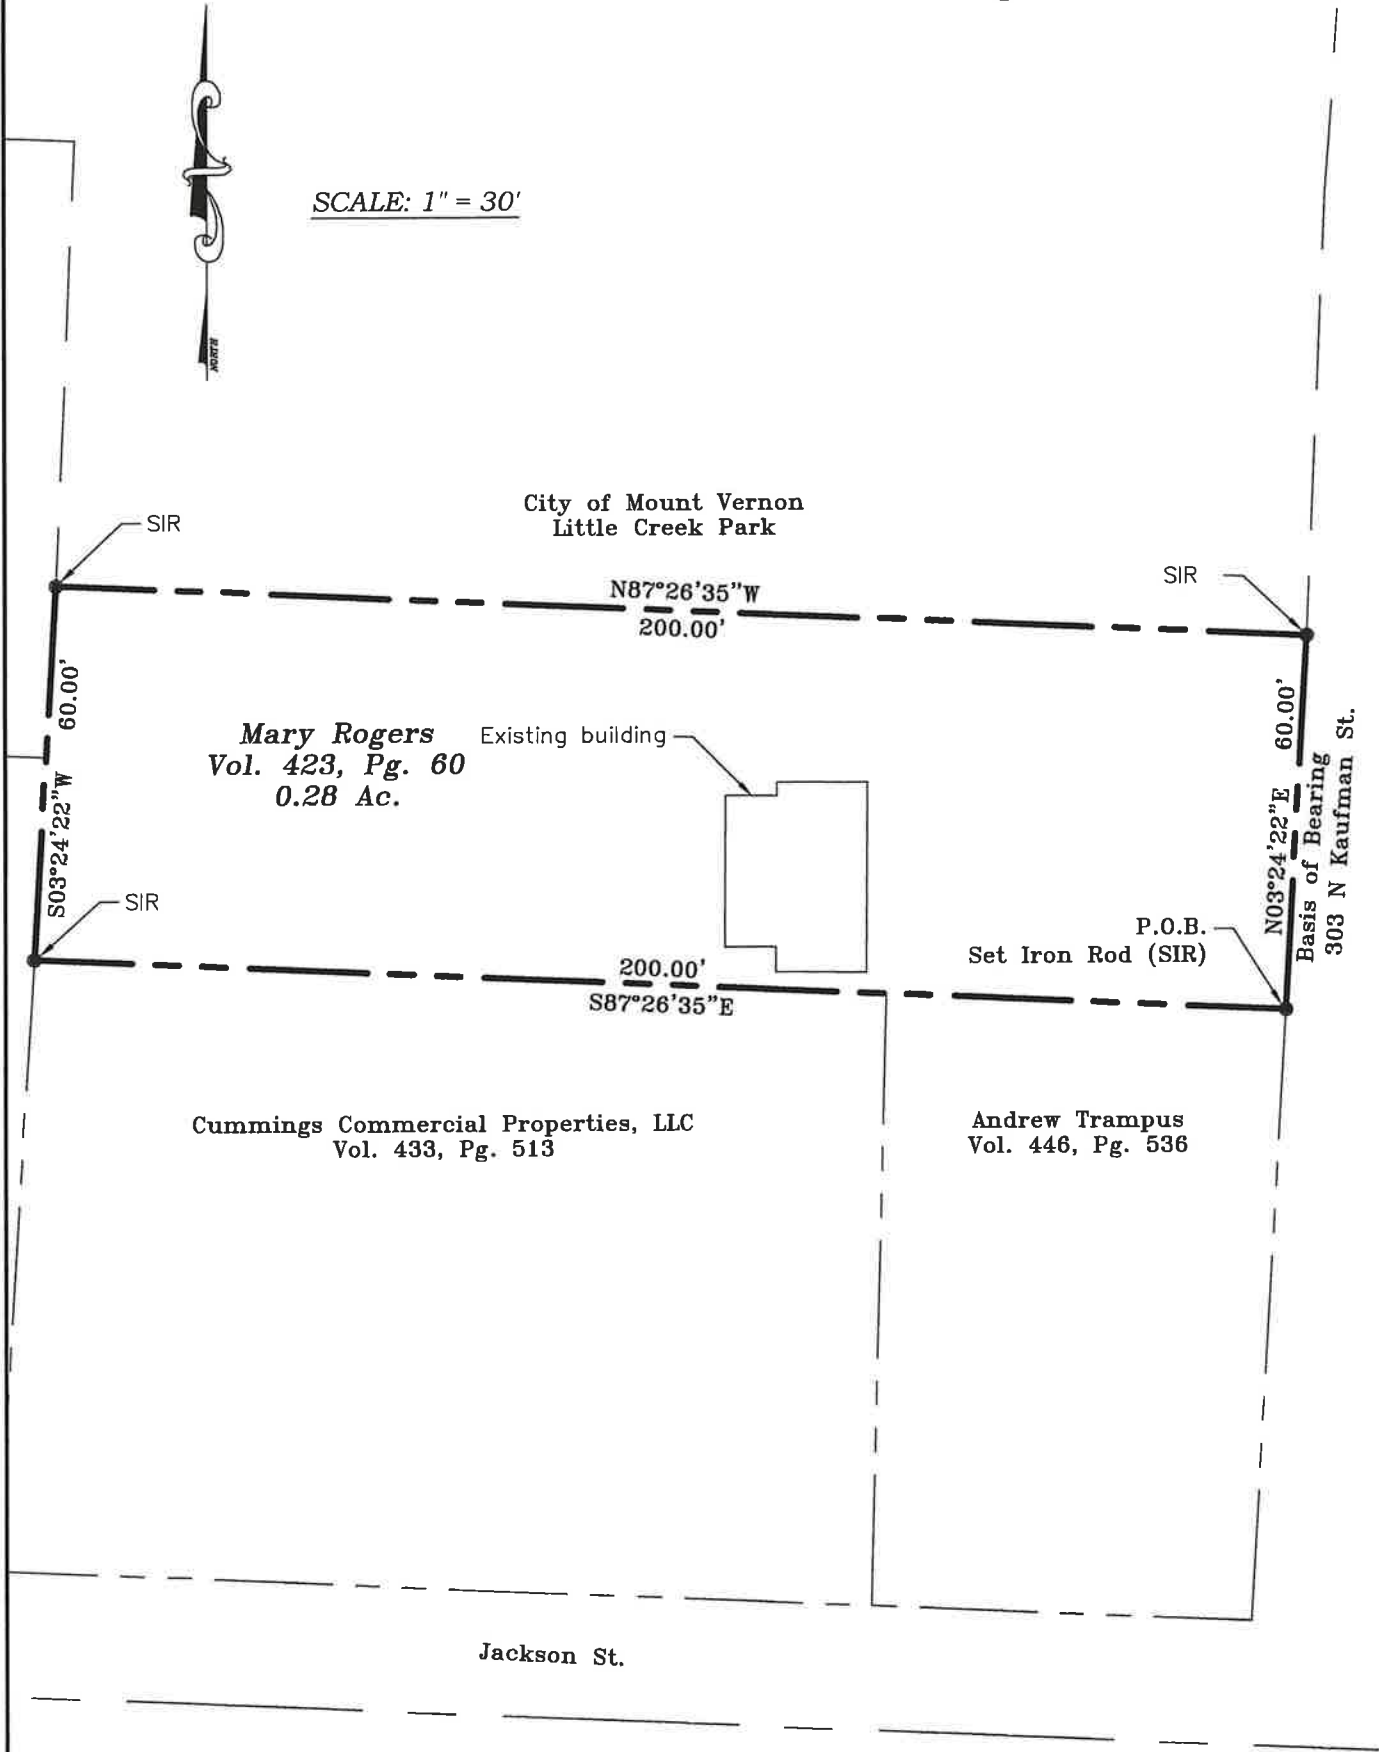 SCALE: 1" = 30'
NORTH
City of Mount Vernon
Little Creek Park
SIR
SIR
N87°26'35"W
200.00'
60.00'
S03°24'22"W
Mary Rogers
Vol. 423, Pg. 60
0.28 Ac.
Existing building
60.00'
N03°24'22"E
Basis of Bearing
303 N Kaufman St.
SIR
P.O.B.
Set Iron Rod (SIR)
200.00'
S87°26'35"E
Cummings Commercial Properties, LLC
Vol. 433, Pg. 513
Andrew Trampus
Vol. 446, Pg. 536
Jackson St.